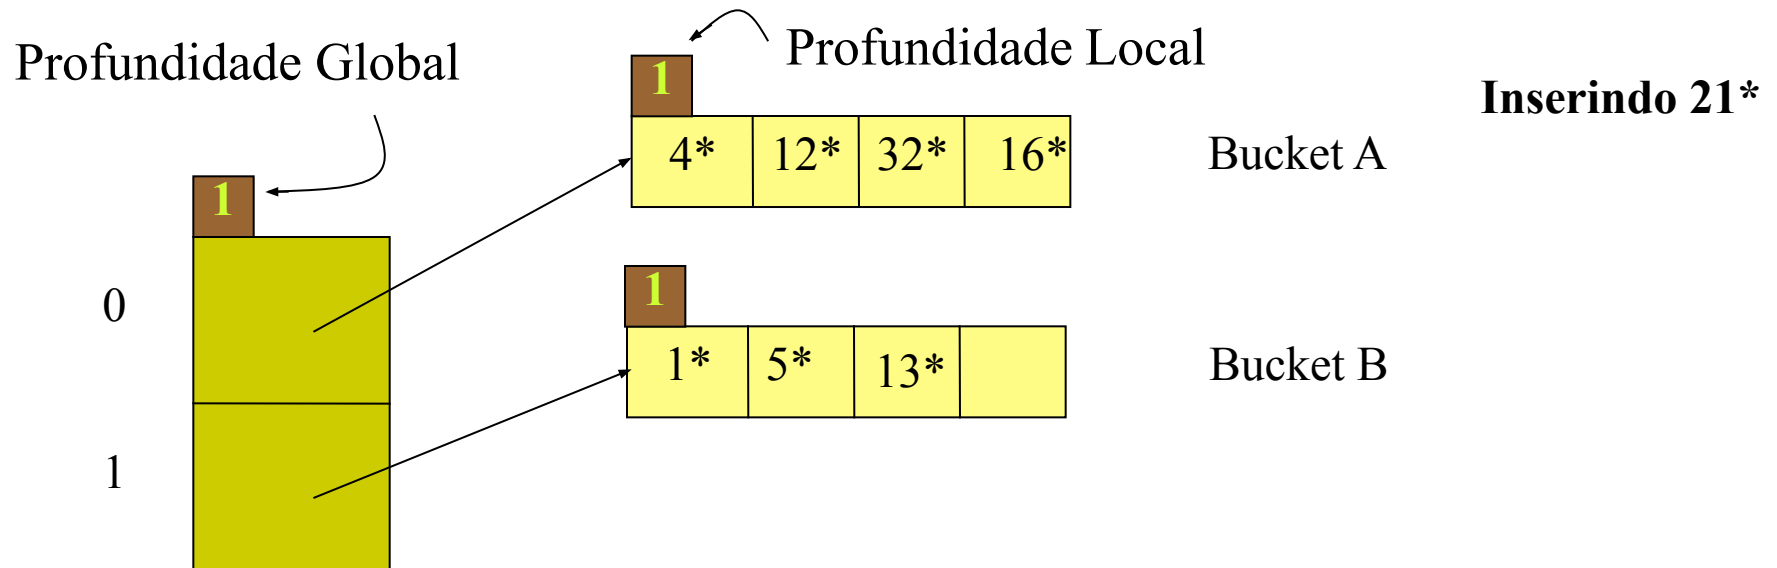 Profundidade Global
Profundidade Local
Inserindo 21*
1
4* 12* 32* 16*
Bucket A
1
0
1
1* 5* 13*
Bucket B
1